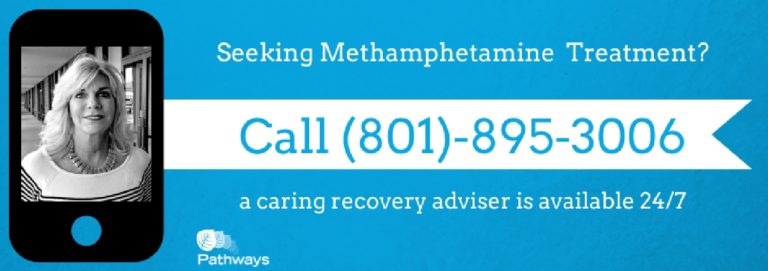 Seeking Methamphetamine Treatment?
Call (801)-895-3006
a caring recovery adviser is available 24/7
Pathways